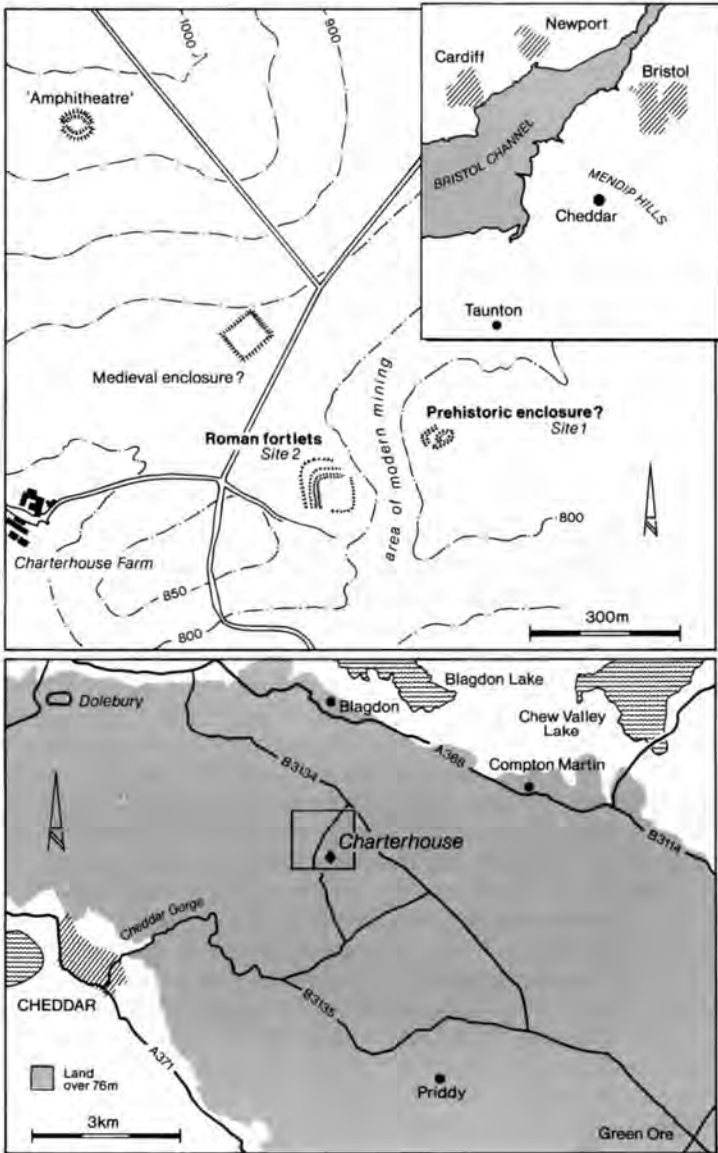 1000
900
'Amphitheatre'
Medieval enclosure?
Roman fortlets
Site 2
area of modern mining
Prehistoric enclosure?
Site 1
800
Charterhouse Farm
850
800
300m
Newport
Cardiff
Bristol
BRISTOL CHANNEL
MENDIP HILLS
Cheddar
Taunton
Dolebury
Blagdon
Blagdon Lake
Chew Valley
Lake
A368
Compton Martin
B3134
B3114
Charterhouse
Cheddar Gorge
CHEDDAR
B3135
A371
Land
over 76m
3km
Priddy
Green Ore